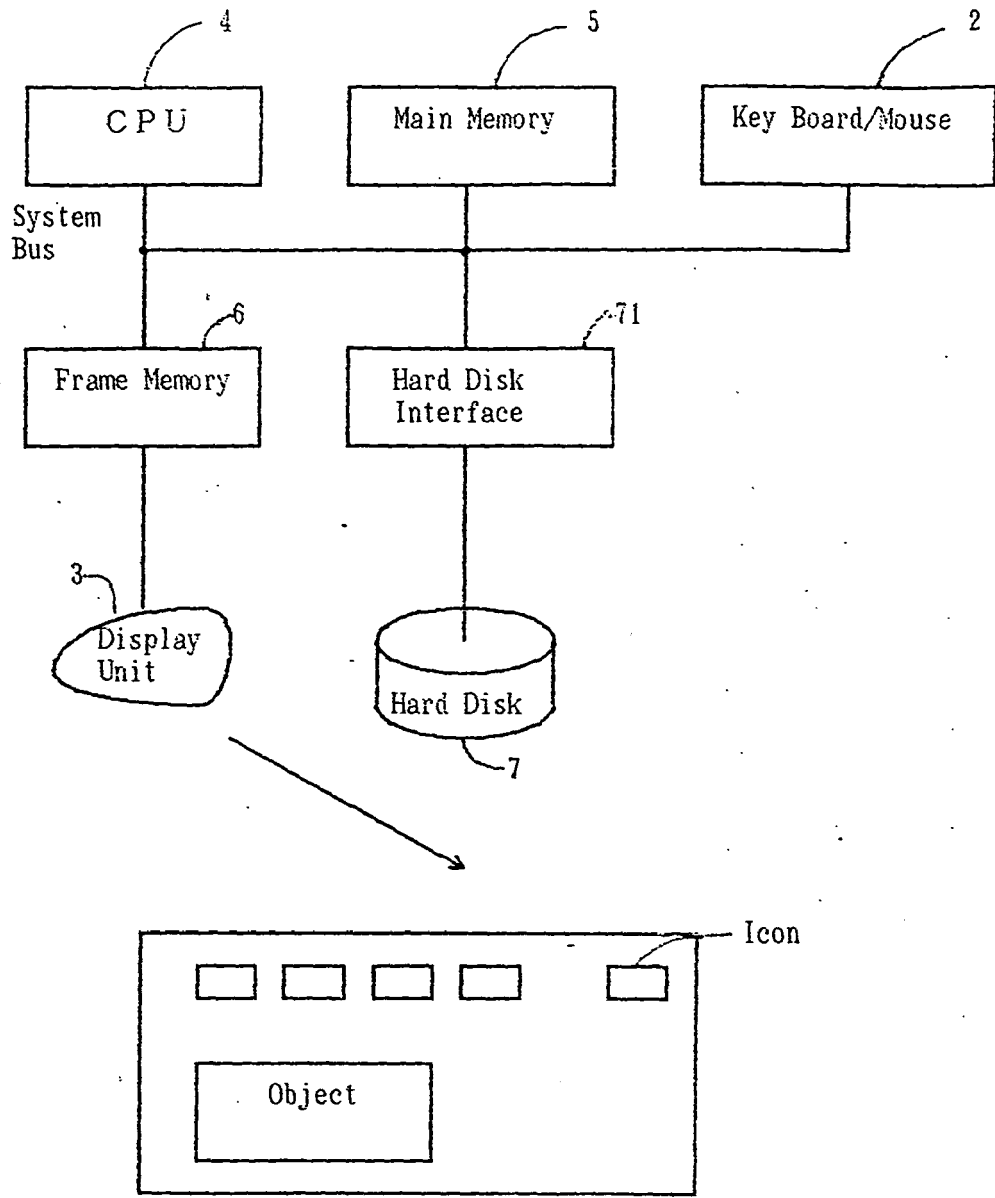 4
5
2
CPU
Main Memory
Key Board/Mouse
System
Bus
6
71
Frame Memory
Hard Disk
Interface
3
Display
Unit
Hard Disk
7
Icon
Object